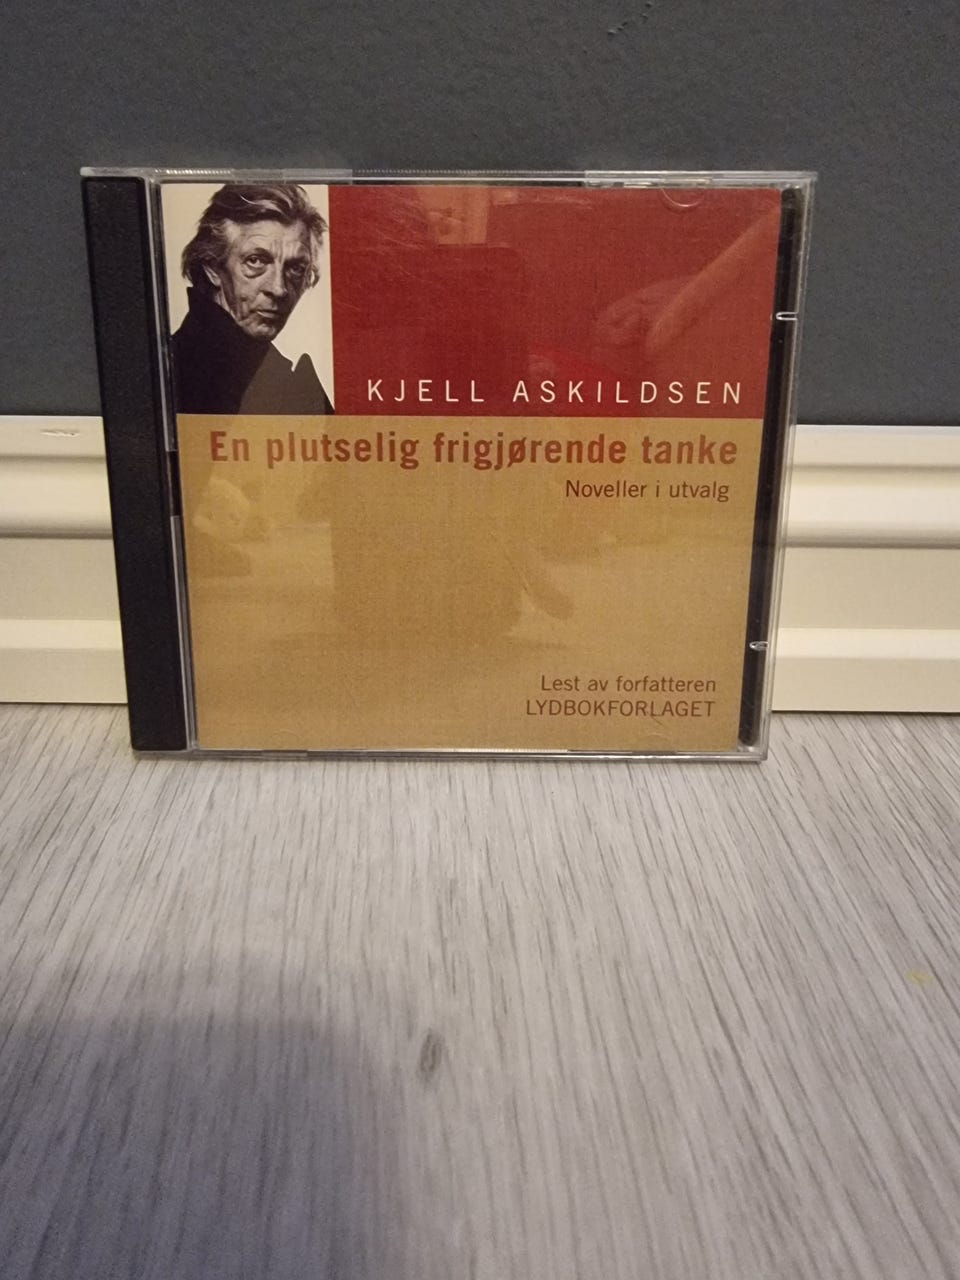 KJELL ASKILDSEN
En plutselig frigjørende tanke
Noveller i utvalg
Lest av forfatteren
LYDBOKFORLAGET